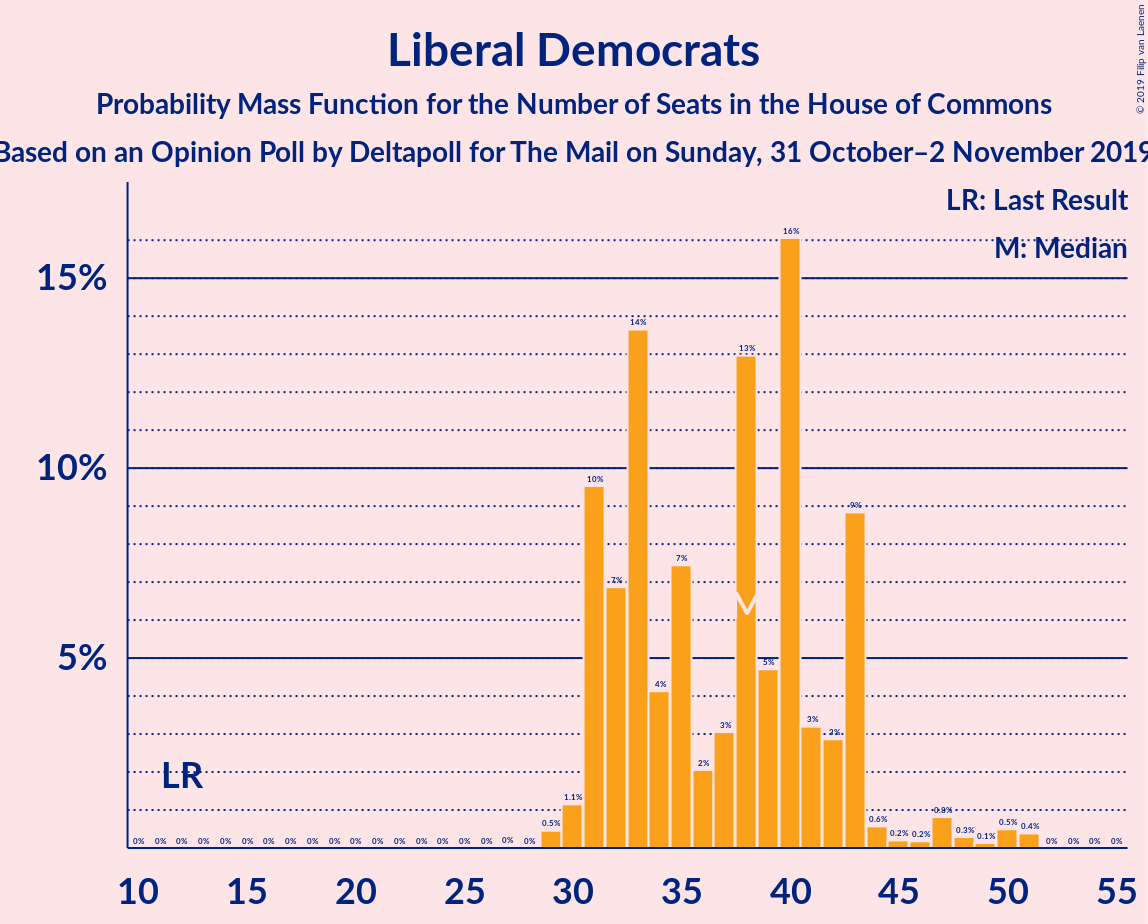 Liberal Democrats
Probability Mass Function for the Number of Seats in the House of Commons
Based on an Opinion Poll by Deltapoll for The Mail on Sunday, 31 October–2 November 2019
© 2019 Filip van Laenen
LR: Last Result
M: Median
15%
10%
5%
16%
14%
13%
10%
9%
7%
7%
M
5%
4%
3%
3%
3%
2%
LR
1.1%
0.8%
0.5%
0.6%
0.2%
0.2%
0.3%
0.1%
0.5%
0.4%
0% 0% 0% 0% 0% 0% 0% 0% 0% 0% 0% 0% 0% 0% 0% 0% 0% 0% 0% 0% 0% 0% 0%
10 15 20 25 30 35 40 45 50 55